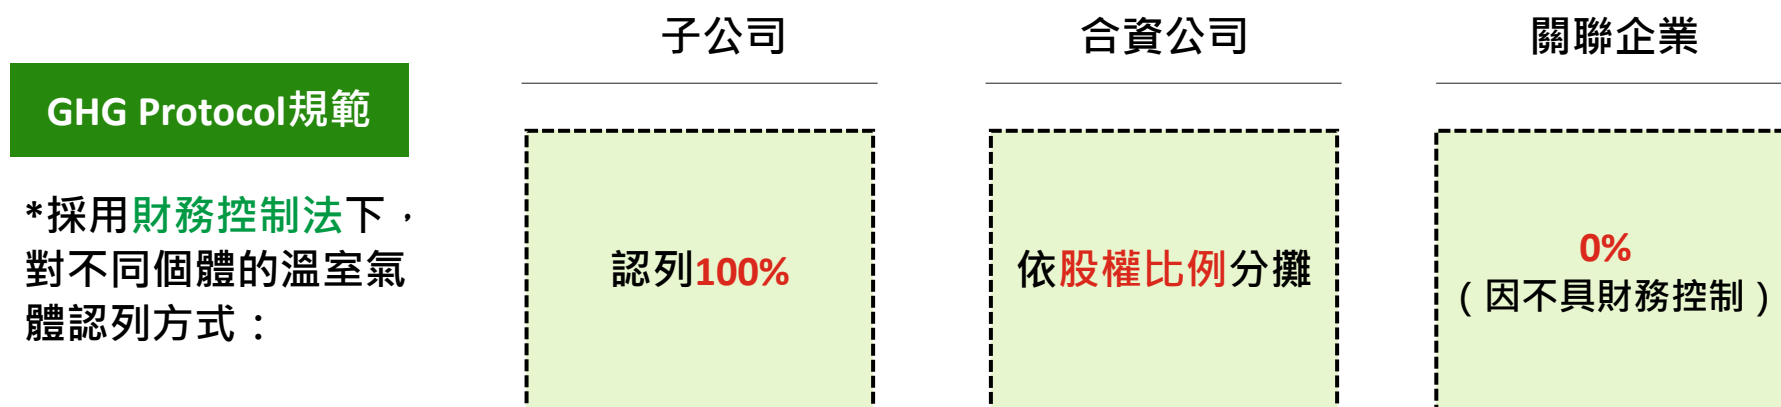 子公司
合資公司
關聯企業
GHG Protocol規範
*採用財務控制法下，
對不同個體的溫室氣
體認列方式：
認列100%
依股權比例分攤
0%
（因不具財務控制）